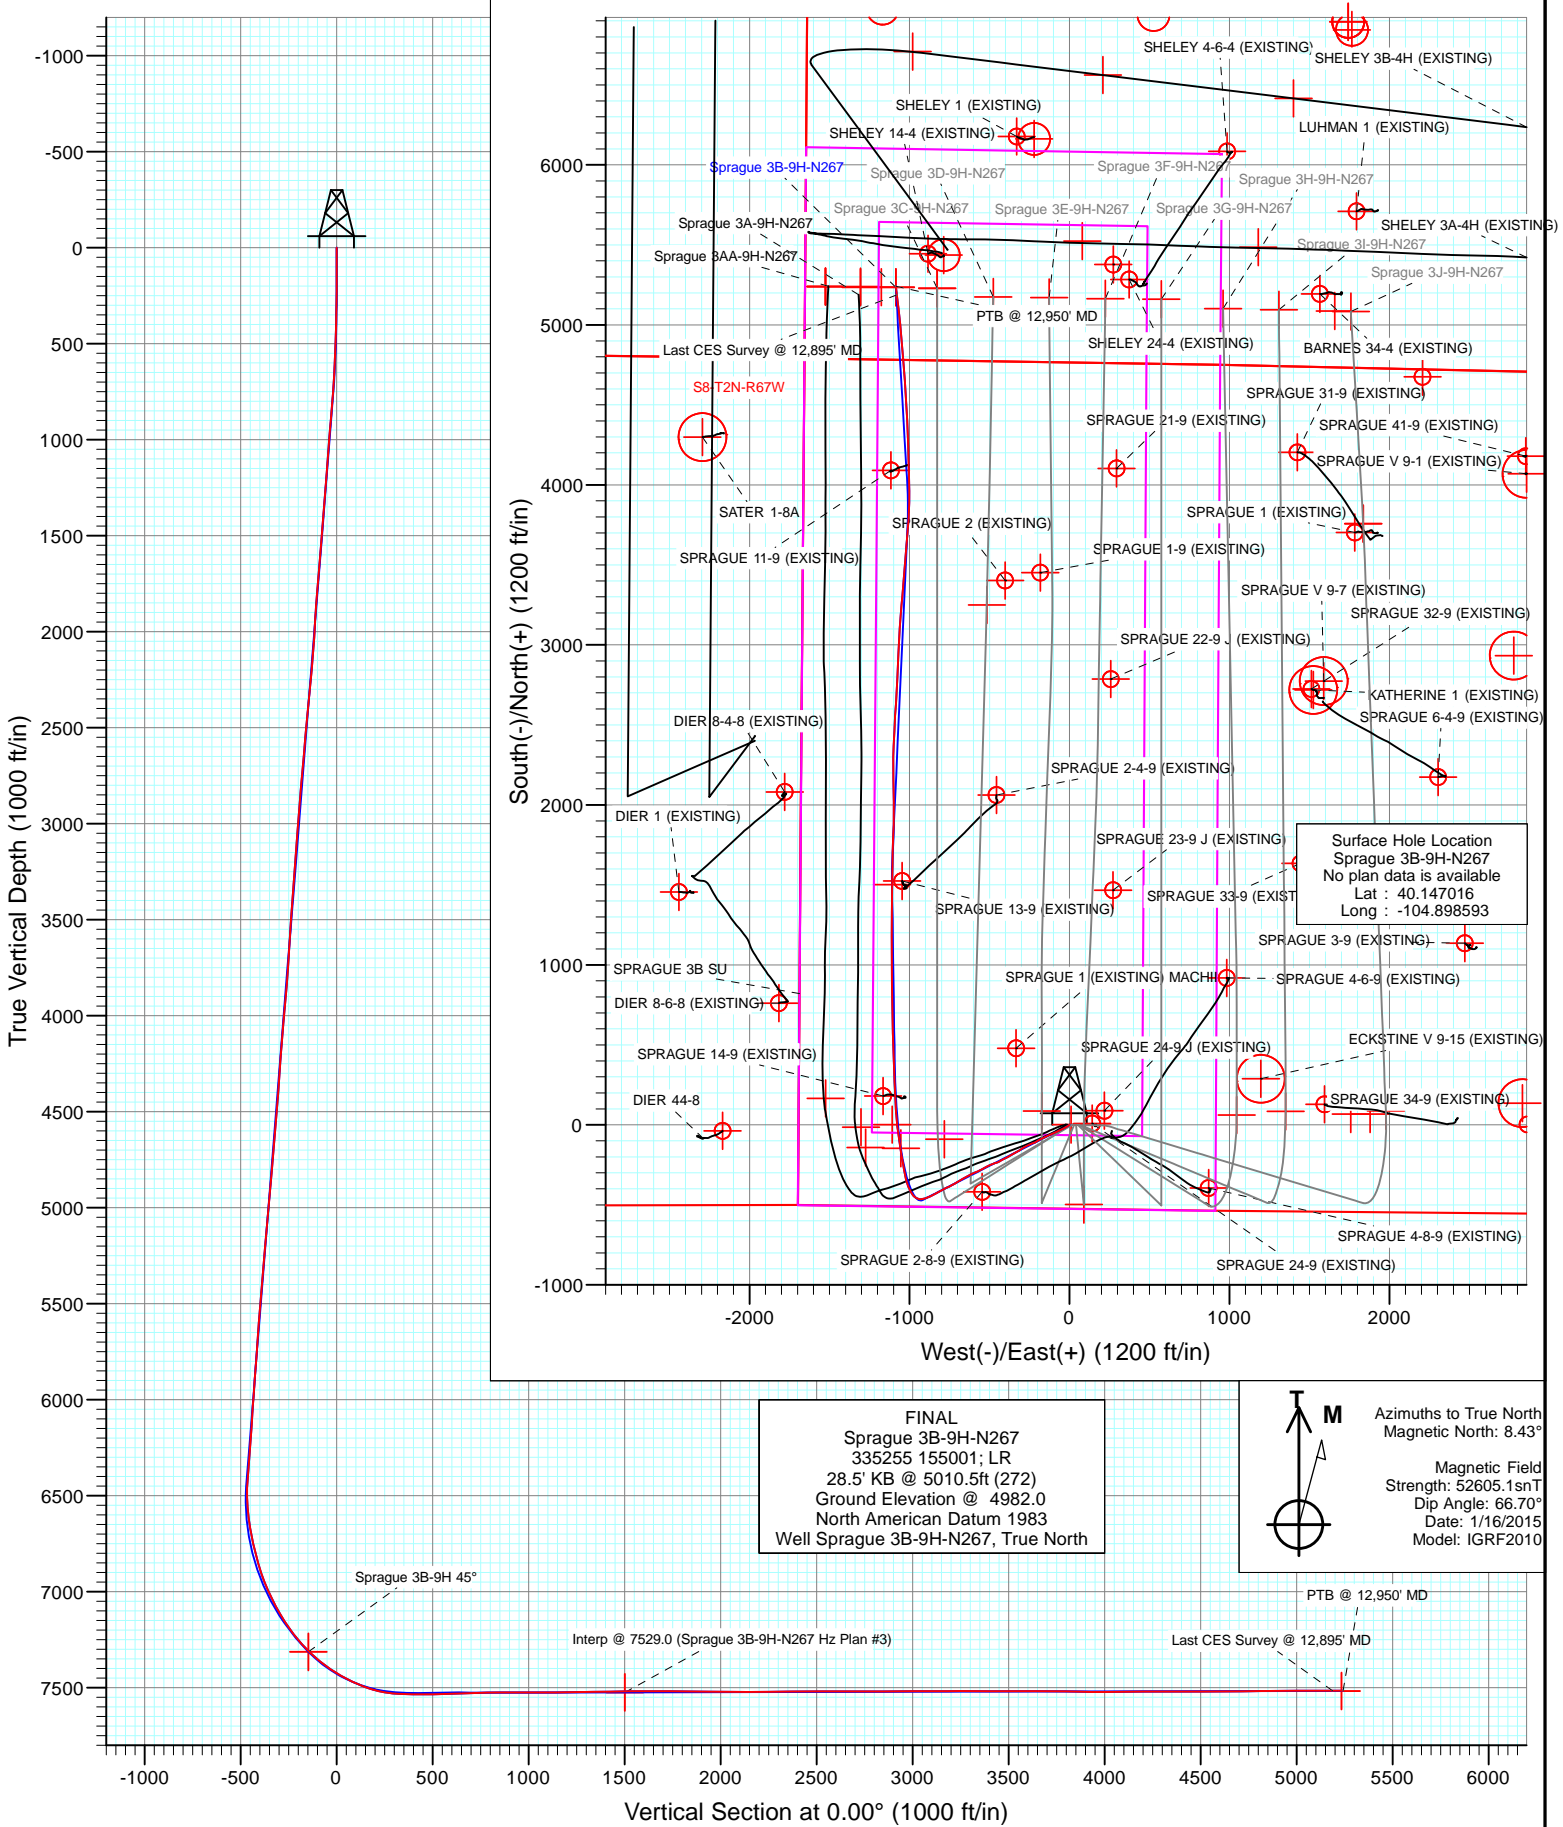 True Vertical Depth (1000 ft/in)
-1000
-500
0
500
1000
1500
2000
2500
3000
3500
4000
4500
5000
5500
6000
6500
7000
7500
-1000
-500
0
500
1000
1500
2000
2500
3000
3500
4000
4500
5000
5500
6000
Vertical Section at 0.00° (1000 ft/in)
Sprague 3B-9H 45°
Interp @ 7529.0 (Sprague 3B-9H-N267 Hz Plan #3)
Last CES Survey @ 12,895' MD
PTB @ 12,950' MD
South(-)/North(+) (1200 ft/in)
6000
5000
4000
3000
2000
1000
0
-1000
-2000
-1000
0
1000
2000
West(-)/East(+) (1200 ft/in)
SHELEY 4-6-4 (EXISTING)
SHELEY 3B-4H (EXISTING)
SHELEY 1 (EXISTING)
SHELEY 14-4 (EXISTING)
LUHMAN 1 (EXISTING)
Sprague 3B-9H-N267
Sprague 3D-9H-N267
Sprague 3F-9H-N267
Sprague 3H-9H-N267
Sprague 3C-9H-N267
Sprague 3E-9H-N267
Sprague 3G-9H-N267
Sprague 3A-9H-N267
SHELEY 3A-4H (EXISTING)
Sprague 3I-9H-N267
Sprague 3AA-9H-N267
Sprague 3J-9H-N267
PTB @ 12,950' MD
Last CES Survey @ 12,895' MD
SHELEY 24-4 (EXISTING)
BARNES 34-4 (EXISTING)
S8-T2N-R67W
SPRAGUE 31-9 (EXISTING)
SPRAGUE 21-9 (EXISTING)
SPRAGUE 41-9 (EXISTING)
SPRAGUE V 9-1 (EXISTING)
SATER 1-8A
SPRAGUE 2 (EXISTING)
SPRAGUE 1 (EXISTING)
SPRAGUE 11-9 (EXISTING)
SPRAGUE 1-9 (EXISTING)
SPRAGUE V 9-7 (EXISTING)
SPRAGUE 32-9 (EXISTING)
SPRAGUE 22-9 J (EXISTING)
KATHERINE 1 (EXISTING)
SPRAGUE 6-4-9 (EXISTING)
DIER 8-4-8 (EXISTING)
SPRAGUE 2-4-9 (EXISTING)
DIER 1 (EXISTING)
SPRAGUE 23-9 J (EXISTING)
Surface Hole Location
Sprague 3B-9H-N267
No plan data is available
Lat : 40.147016
Long : -104.898593
SPRAGUE 33-9 (EXIST
SPRAGUE 13-9 (EXISTING)
SPRAGUE 3-9 (EXISTING)
SPRAGUE 3B SU
SPRAGUE 1 (EXISTING) MACHII
SPRAGUE 4-6-9 (EXISTING)
DIER 8-6-8 (EXISTING)
SPRAGUE 14-9 (EXISTING)
SPRAGUE 24-9 J (EXISTING)
ECKSTINE V 9-15 (EXISTING)
DIER 44-8
SPRAGUE 34-9 (EXISTING)
SPRAGUE 4-8-9 (EXISTING)
SPRAGUE 2-8-9 (EXISTING)
SPRAGUE 24-9 (EXISTING)
FINAL
Sprague 3B-9H-N267
335255 155001; LR
28.5' KB @ 5010.5ft (272)
Ground Elevation @ 4982.0
North American Datum 1983
Well Sprague 3B-9H-N267, True North
T
M
Azimuths to True North
Magnetic North: 8.43°
Magnetic Field
Strength: 52605.1snT
Dip Angle: 66.70°
Date: 1/16/2015
Model: IGRF2010